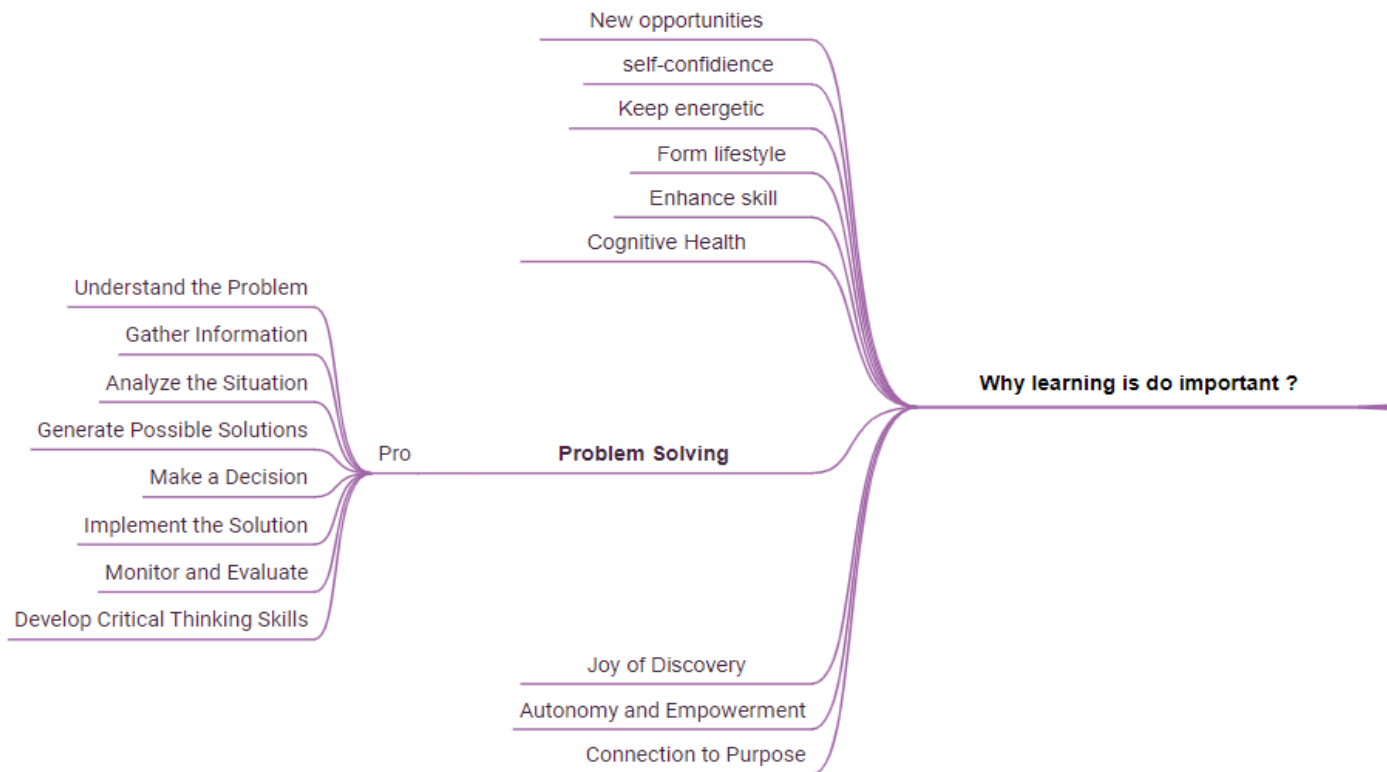 New opportunities
self-confidience
Keep energetic
Form lifestyle
Enhance skill
Cognitive Health
Understand the Problem
Gather Information
Analyze the Situation
Generate Possible Solutions
Make a Decision
Implement the Solution
Monitor and Evaluate
Develop Critical Thinking Skills
Pro
Problem Solving
Why learning is do important ?
Joy of Discovery
Autonomy and Empowerment
Connection to Purpose